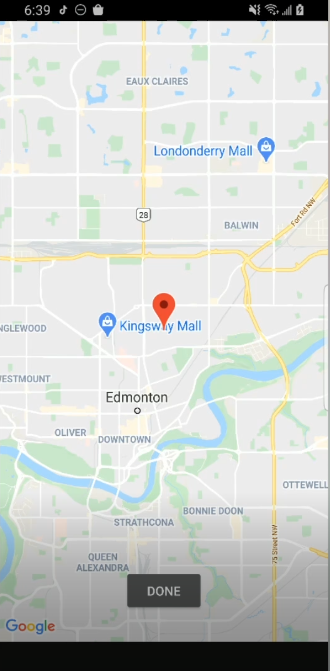 6:39
EAUX CLAIRES
Londonderry Mall
28
Fort Rd NW
BALWIN
Kingsway Mall
NGLEWOOD
WESTMOUNT
Edmonton
OLIVER
DOWNTOWN
OTTEWELL
BONNIE DOON
STRATHCONA
75 Street NW
QUEEN
ALEXANDRA
DONE
Google